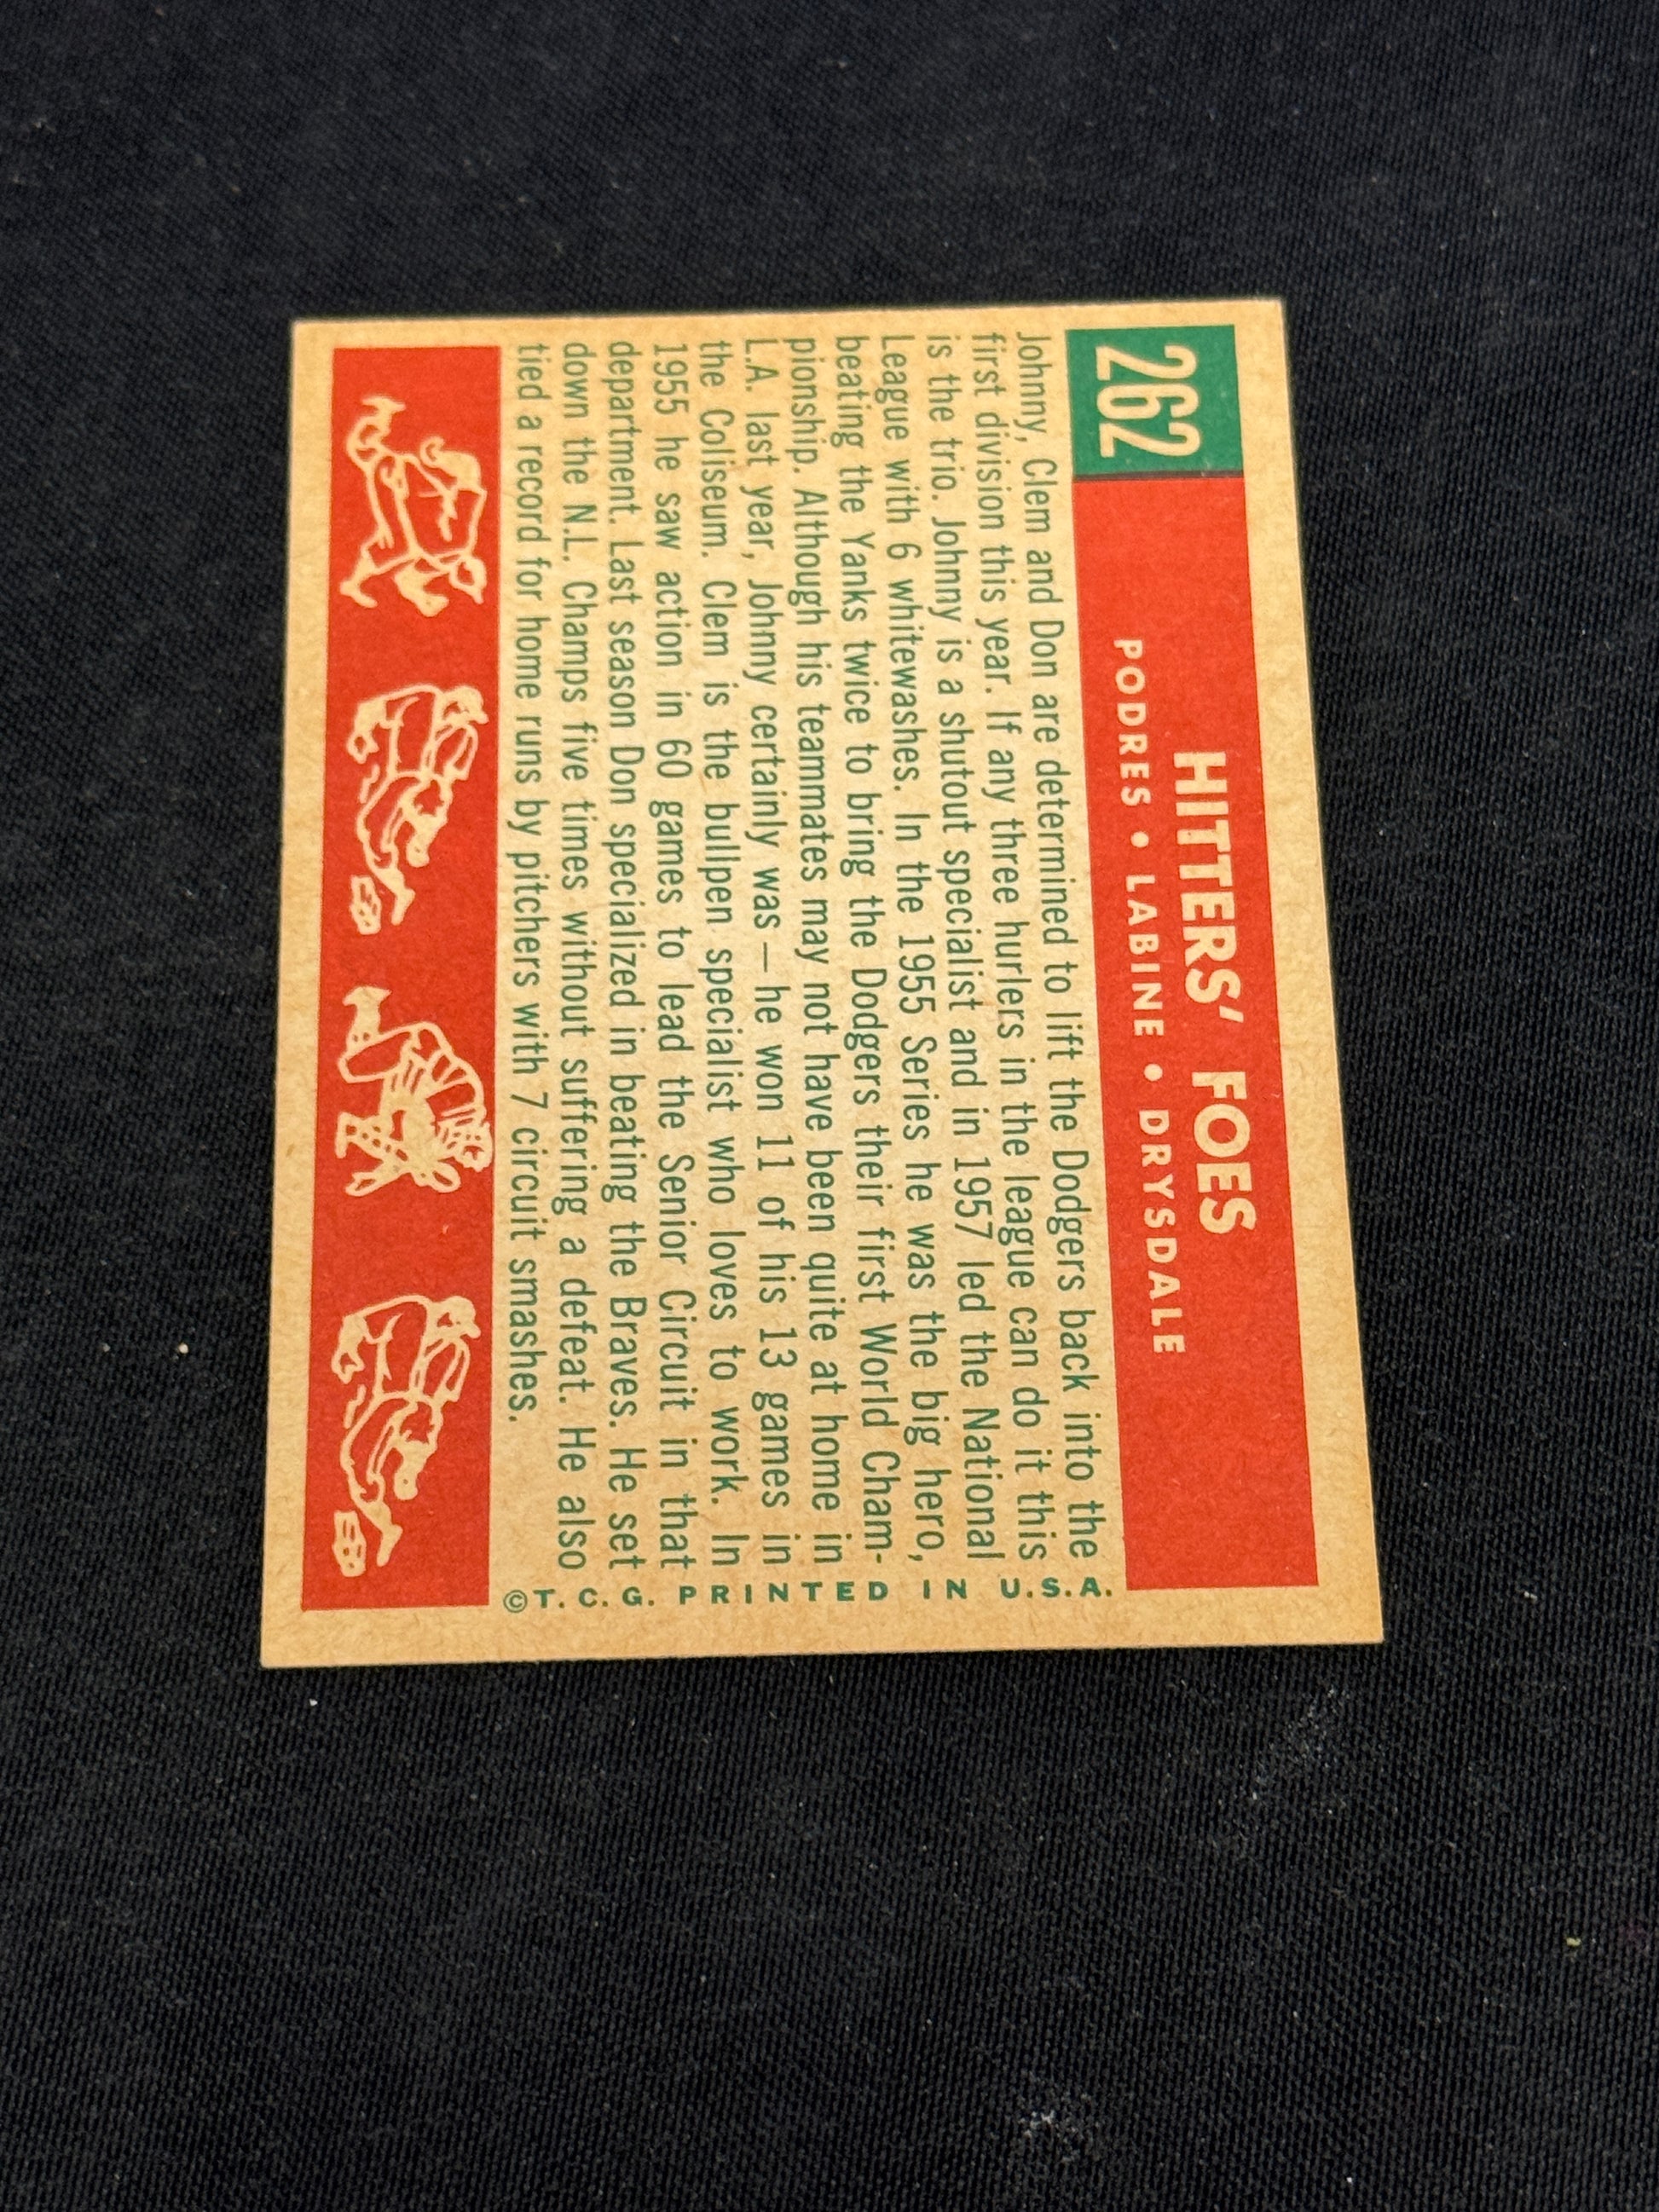 262
HITTERS' FOES
PODRES • LABINE • DRYSDALE
Johnny, Clem and Don are determined to lift the Dodgers back into the
first division this year. If any three hurlers in the league can do it this
is the trio. Johnny is a shutout specialist and in 1957 led the National
League with 6 whitewashes. In the 1955 Series he was the big hero,
beating the Yanks twice to bring the Dodgers their first World Cham-
pionship. Although his teammates may not have been quite at home in
L.A. last year, Johnny certainly was — he won 11 of his 13 games in
the Coliseum. Clem is the bullpen specialist who loves to work. In
1955 he saw action in 60 games to lead the Senior Circuit in that
department. Last season Don specialized in beating the Braves. He set
down the N.L. Champs five times without suffering a defeat. He also
tied a record for home runs by pitchers with 7 circuit smashes.
© T. C. G. PRINTED IN U.S.A.